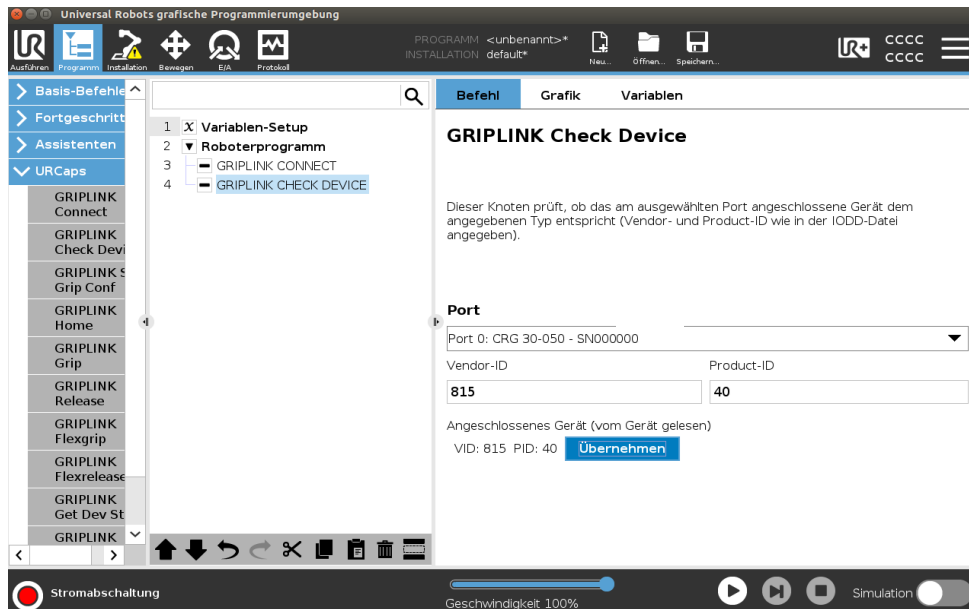 Universal Robots grafische Programmierumgebung
UR
PROGRAMM <unbenannt>*
INSTALLATION default*
Ausführen Programm Installation Bewegen E/A Protokoll
Neu... Öffnen... Speichern...
UR+
CCCC
CCCC
Basis-Befehle
Fortgeschritt
Assistenten
URCaps
GRIPLINK
Connect
GRIPLINK
Check Devi
GRIPLINK S
Grip Conf
GRIPLINK
Home
GRIPLINK
Grip
GRIPLINK
Release
GRIPLINK
Flexgrip
GRIPLINK
Flexrelease
GRIPLINK
Get Dev St
GRIPLINK
1 X Variablen-Setup
2 Roboterprogramm
3 GRIPLINK CONNECT
4 GRIPLINK CHECK DEVICE
Befehl Grafik Variablen
GRIPLINK Check Device
Dieser Knoten prüft, ob das am ausgewählten Port angeschlossene Gerät dem
angegebenen Typ entspricht (Vendor- und Product-ID wie in der IODD-Datei
angegeben).
Port
Port 0: CRG 30-050 - SN000000
Vendor-ID Product-ID
815 40
Angeschlossenes Gerät (vom Gerät gelesen)
VID: 815 PID: 40 Übernehmen
Stromabschaltung
Geschwindigkeit 100%
Simulation